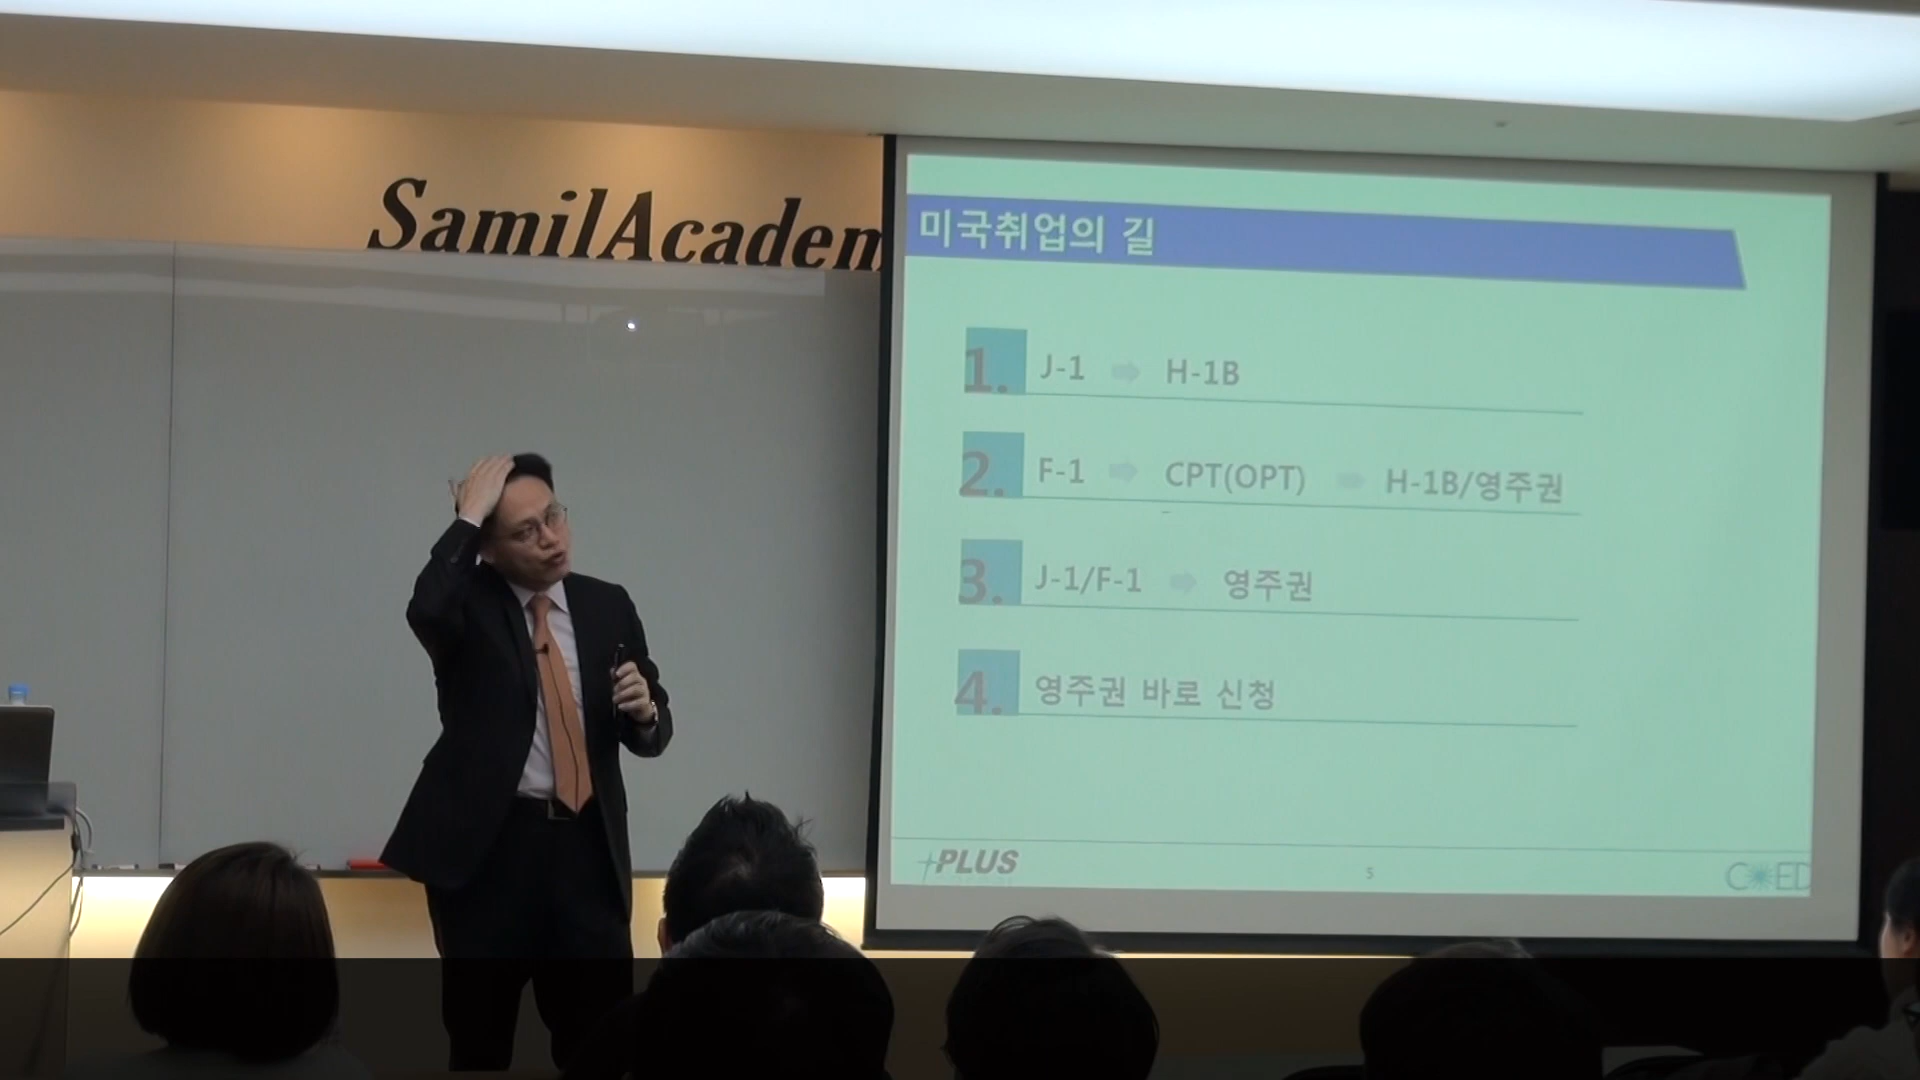 SamilAcadem
미국취업의 길
1. J-1 H-1B
2. F-1 CPT(OPT) H-1B/영주권
3. J-1/F-1 영주권
4. 영주권 바로 신청
PLUS
5